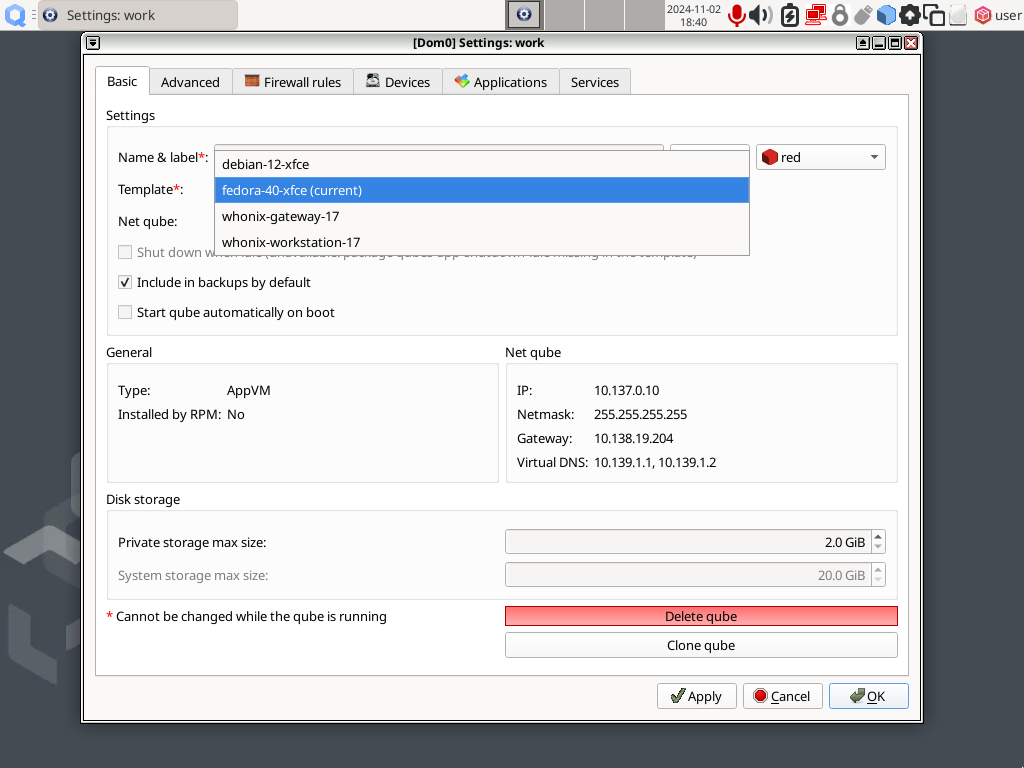 Settings: work
2024-11-02
18:40
user
[Dom0] Settings: work
Basic
Advanced
Firewall rules
Devices
Applications
Services
Settings
Name & label*:
red
debian-12-xfce
Template*:
fedora-40-xfce (current)
Net qube:
whonix-gateway-17
whonix-workstation-17
Shut down
Include in backups by default
Start qube automatically on boot
General
Net qube
Type: AppVM
IP: 10.137.0.10
Installed by RPM: No
Netmask: 255.255.255.255
Gateway: 10.138.19.204
Virtual DNS: 10.139.1.1, 10.139.1.2
Disk storage
Private storage max size:
2.0 GiB
System storage max size:
20.0 GiB
* Cannot be changed while the qube is running
Delete qube
Clone qube
Apply
Cancel
OK